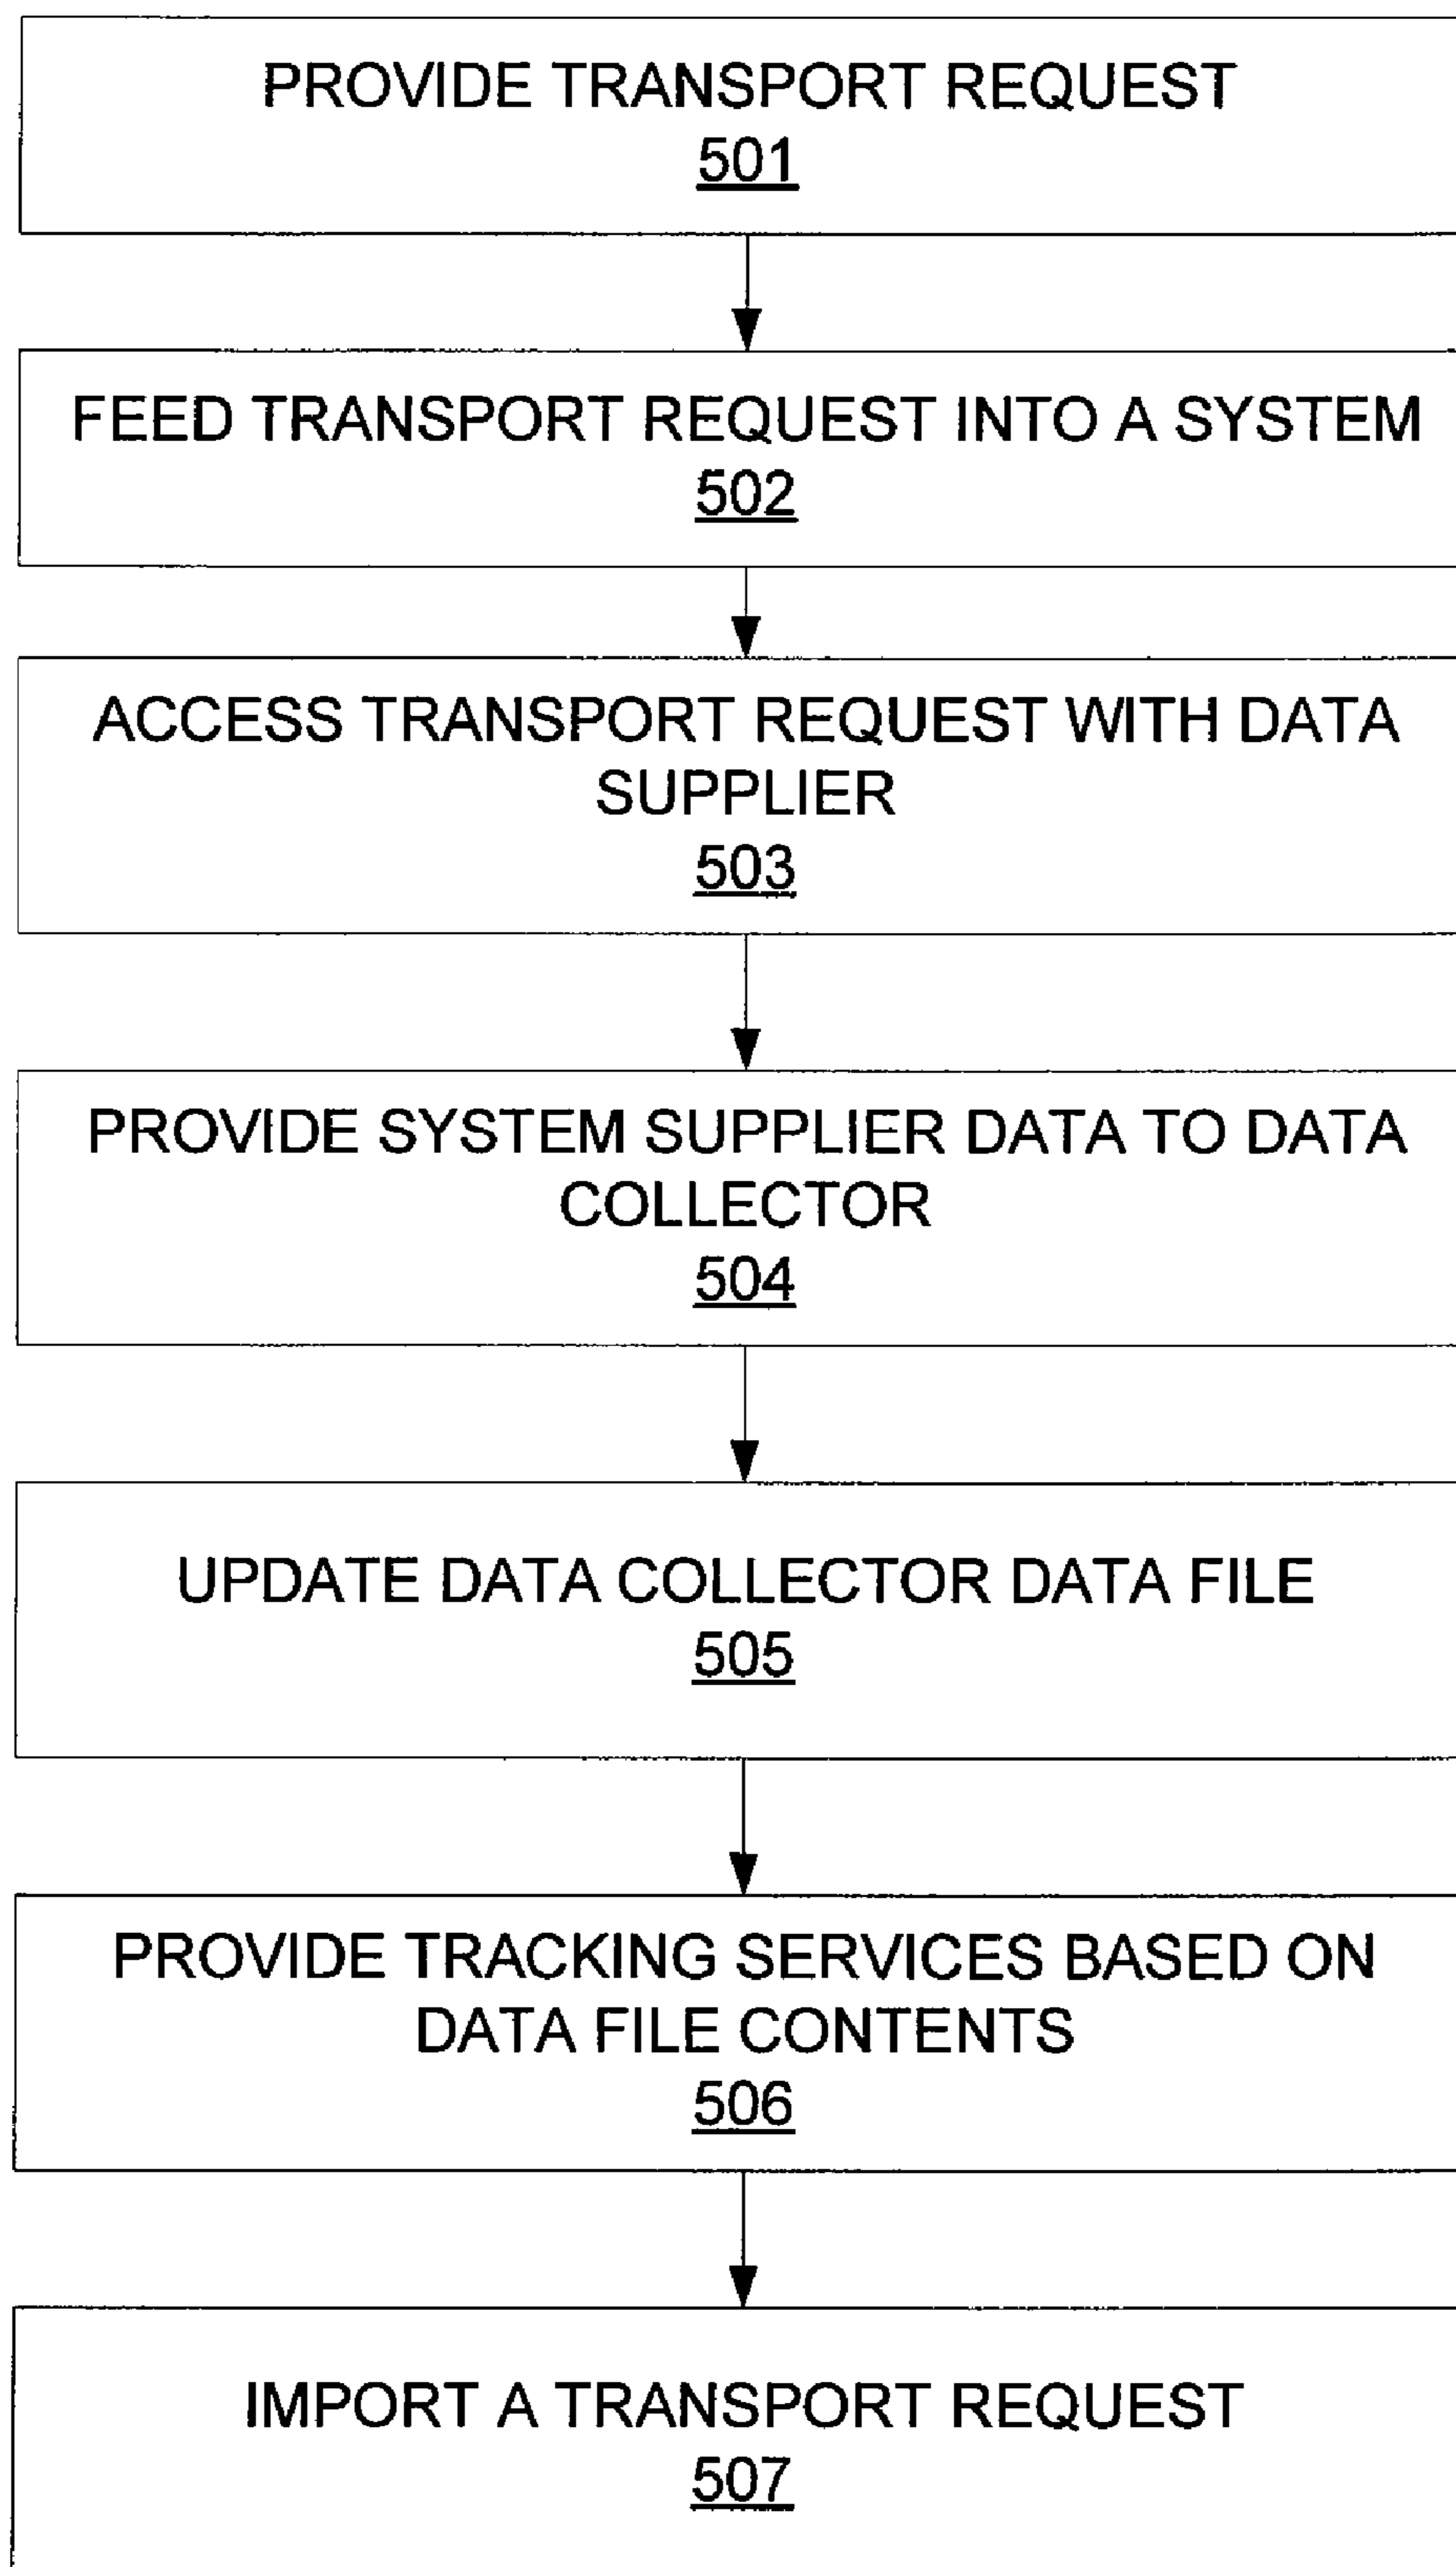 PROVIDE TRANSPORT REQUEST
501
FEED TRANSPORT REQUEST INTO A SYSTEM
502
ACCESS TRANSPORT REQUEST WITH DATA
SUPPLIER
503
PROVIDE SYSTEM SUPPLIER DATA TO DATA
COLLECTOR
504
UPDATE DATA COLLECTOR DATA FILE
505
PROVIDE TRACKING SERVICES BASED ON
DATA FILE CONTENTS
506
IMPORT A TRANSPORT REQUEST
507